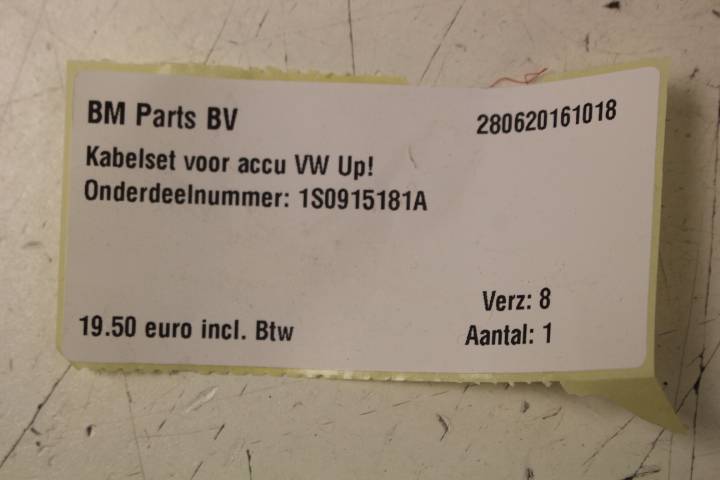 BM Parts BV
280620161018
Kabelset voor accu VW Up!
Onderdeelnummer: 1S0915181A
Verz: 8
19.50 euro incl. Btw
Aantal: 1